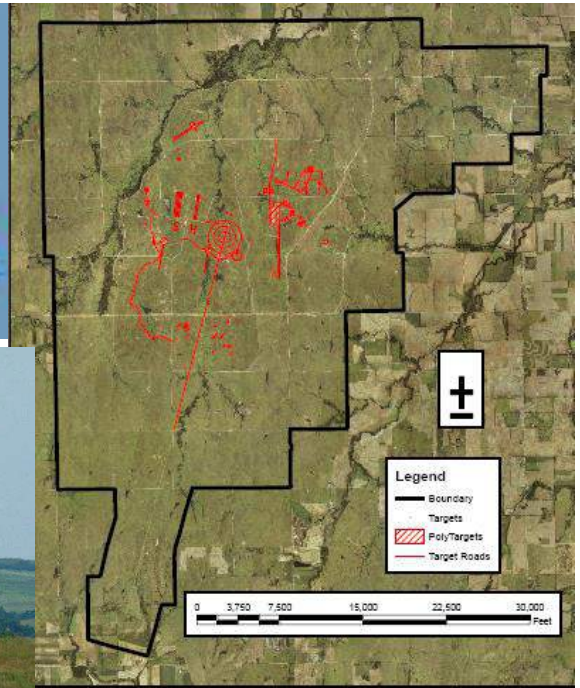 ±
Legend
Boundary
Targets
PolyTargets
Target Roads
0 3,750 7,500 15,000 22,500 30,000
Feet